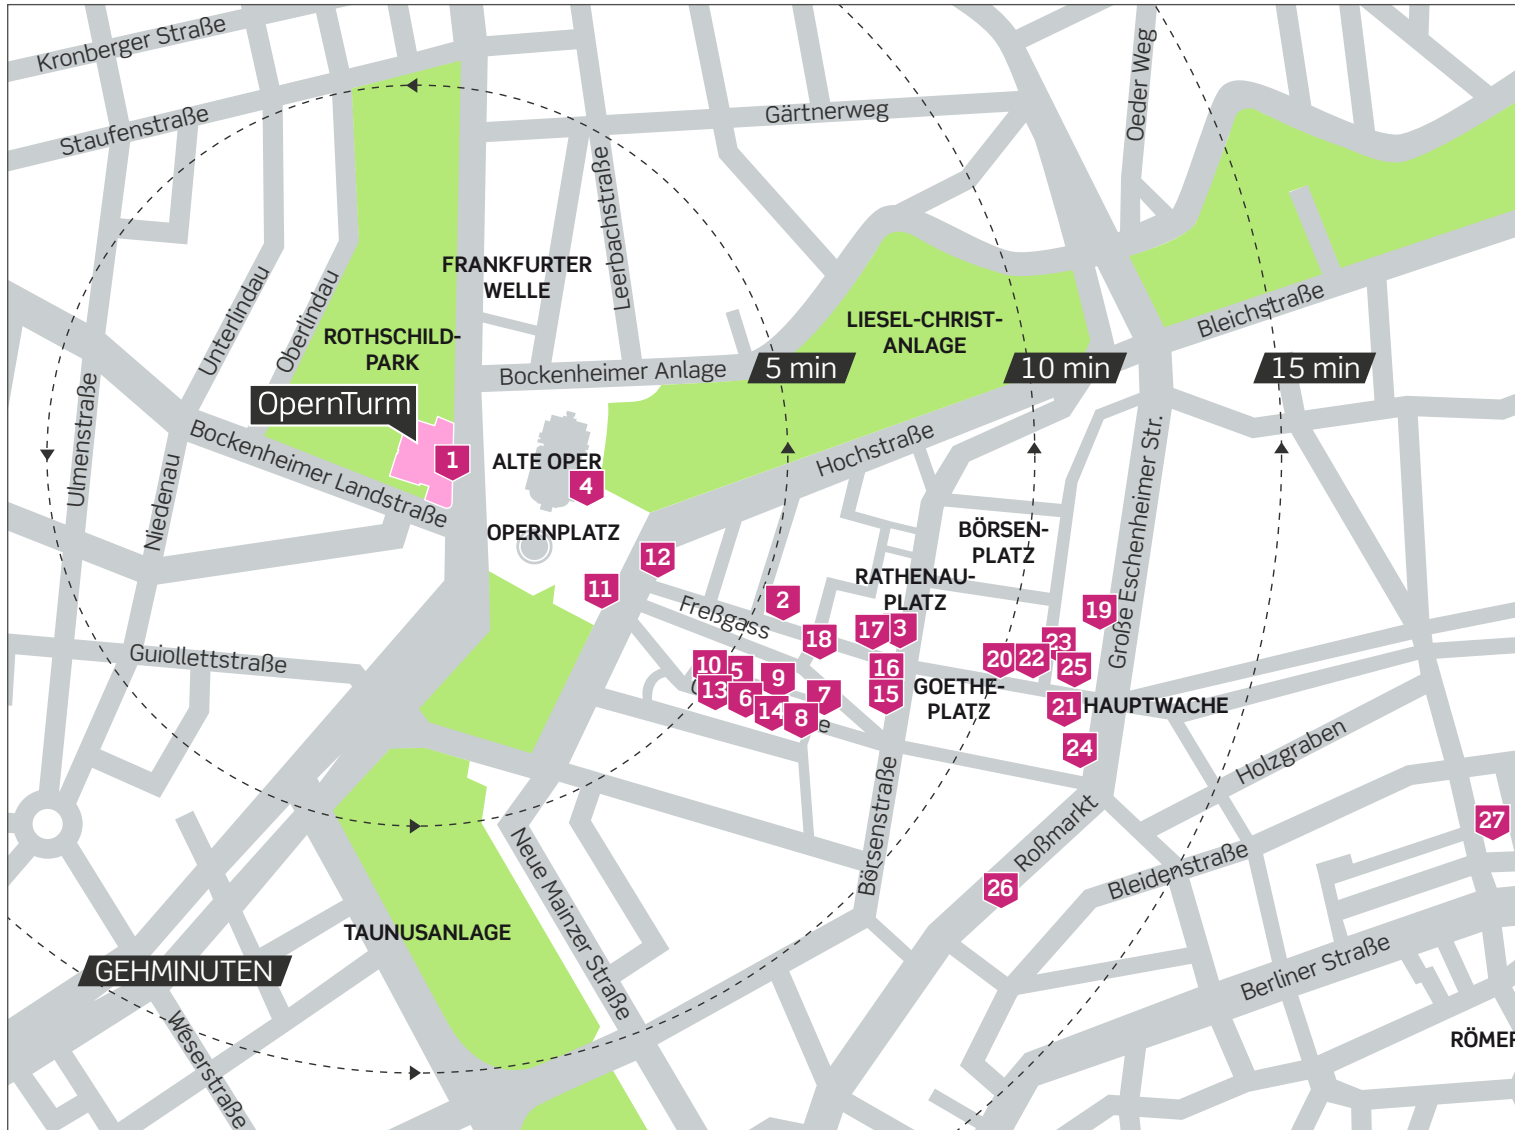 Kronberger Straße
Staufenstraße
Gärtnerweg
Oeder Weg
Leerbachstraße
FRANKFURTER
WELLE
Unterlindau
Oberlindau
ROTHSCHILD-
PARK
LIESEL-CHRIST-
ANLAGE
Bleichstraße
Bockenheimer Anlage
5 min
10 min
15 min
OpernTurm
Ulmenstraße
Niedenau
Bockenheimer Landstraße
1
ALTE OPER
4
Hochstraße
Große Eschenheimer Str.
OPERNPLATZ
BÖRSEN-
PLATZ
12
11
RATHENAU-
PLATZ
2
Freßgass
19
18
17
3
23
20
22
25
Guiollettstraße
10
5
9
16
13
6
7
15
GOETHE-
PLATZ
14
8
e
21
HAUPTWACHE
24
Holzgraben
Börsenstraße
Roßmarkt
27
Neue Mainzer Straße
26
Bleidenstraße
TAUNUSANLAGE
GEHMINUTEN
Berliner Straße
Weserstraße
RÖMER